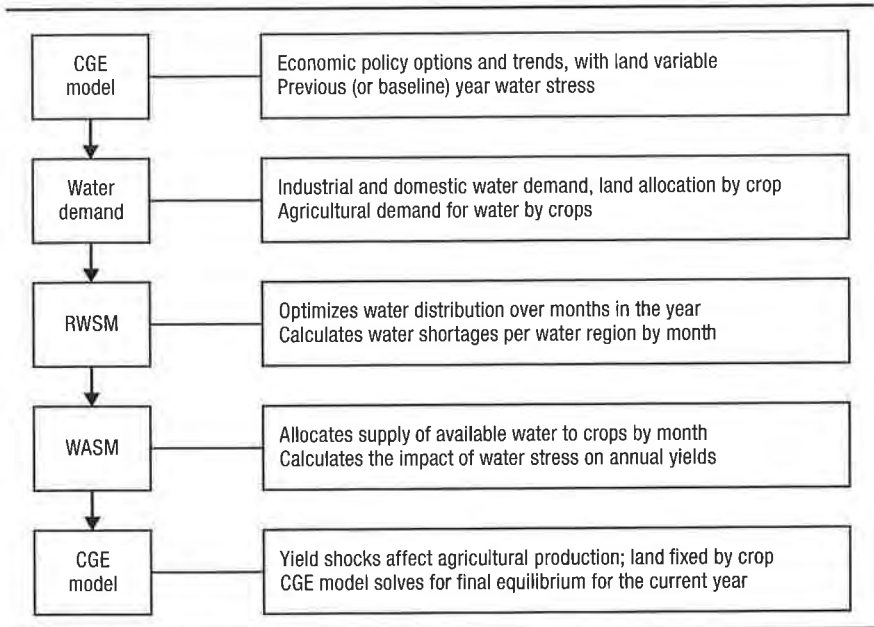 CGE
model
Economic policy options and trends, with land variable
Previous (or baseline) year water stress
Water
demand
Industrial and domestic water demand, land allocation by crop
Agricultural demand for water by crops
RWSM
Optimizes water distribution over months in the year
Calculates water shortages per water region by month
WASM
Allocates supply of available water to crops by month
Calculates the impact of water stress on annual yields
CGE
model
Yield shocks affect agricultural production; land fixed by crop
CGE model solves for final equilibrium for the current year